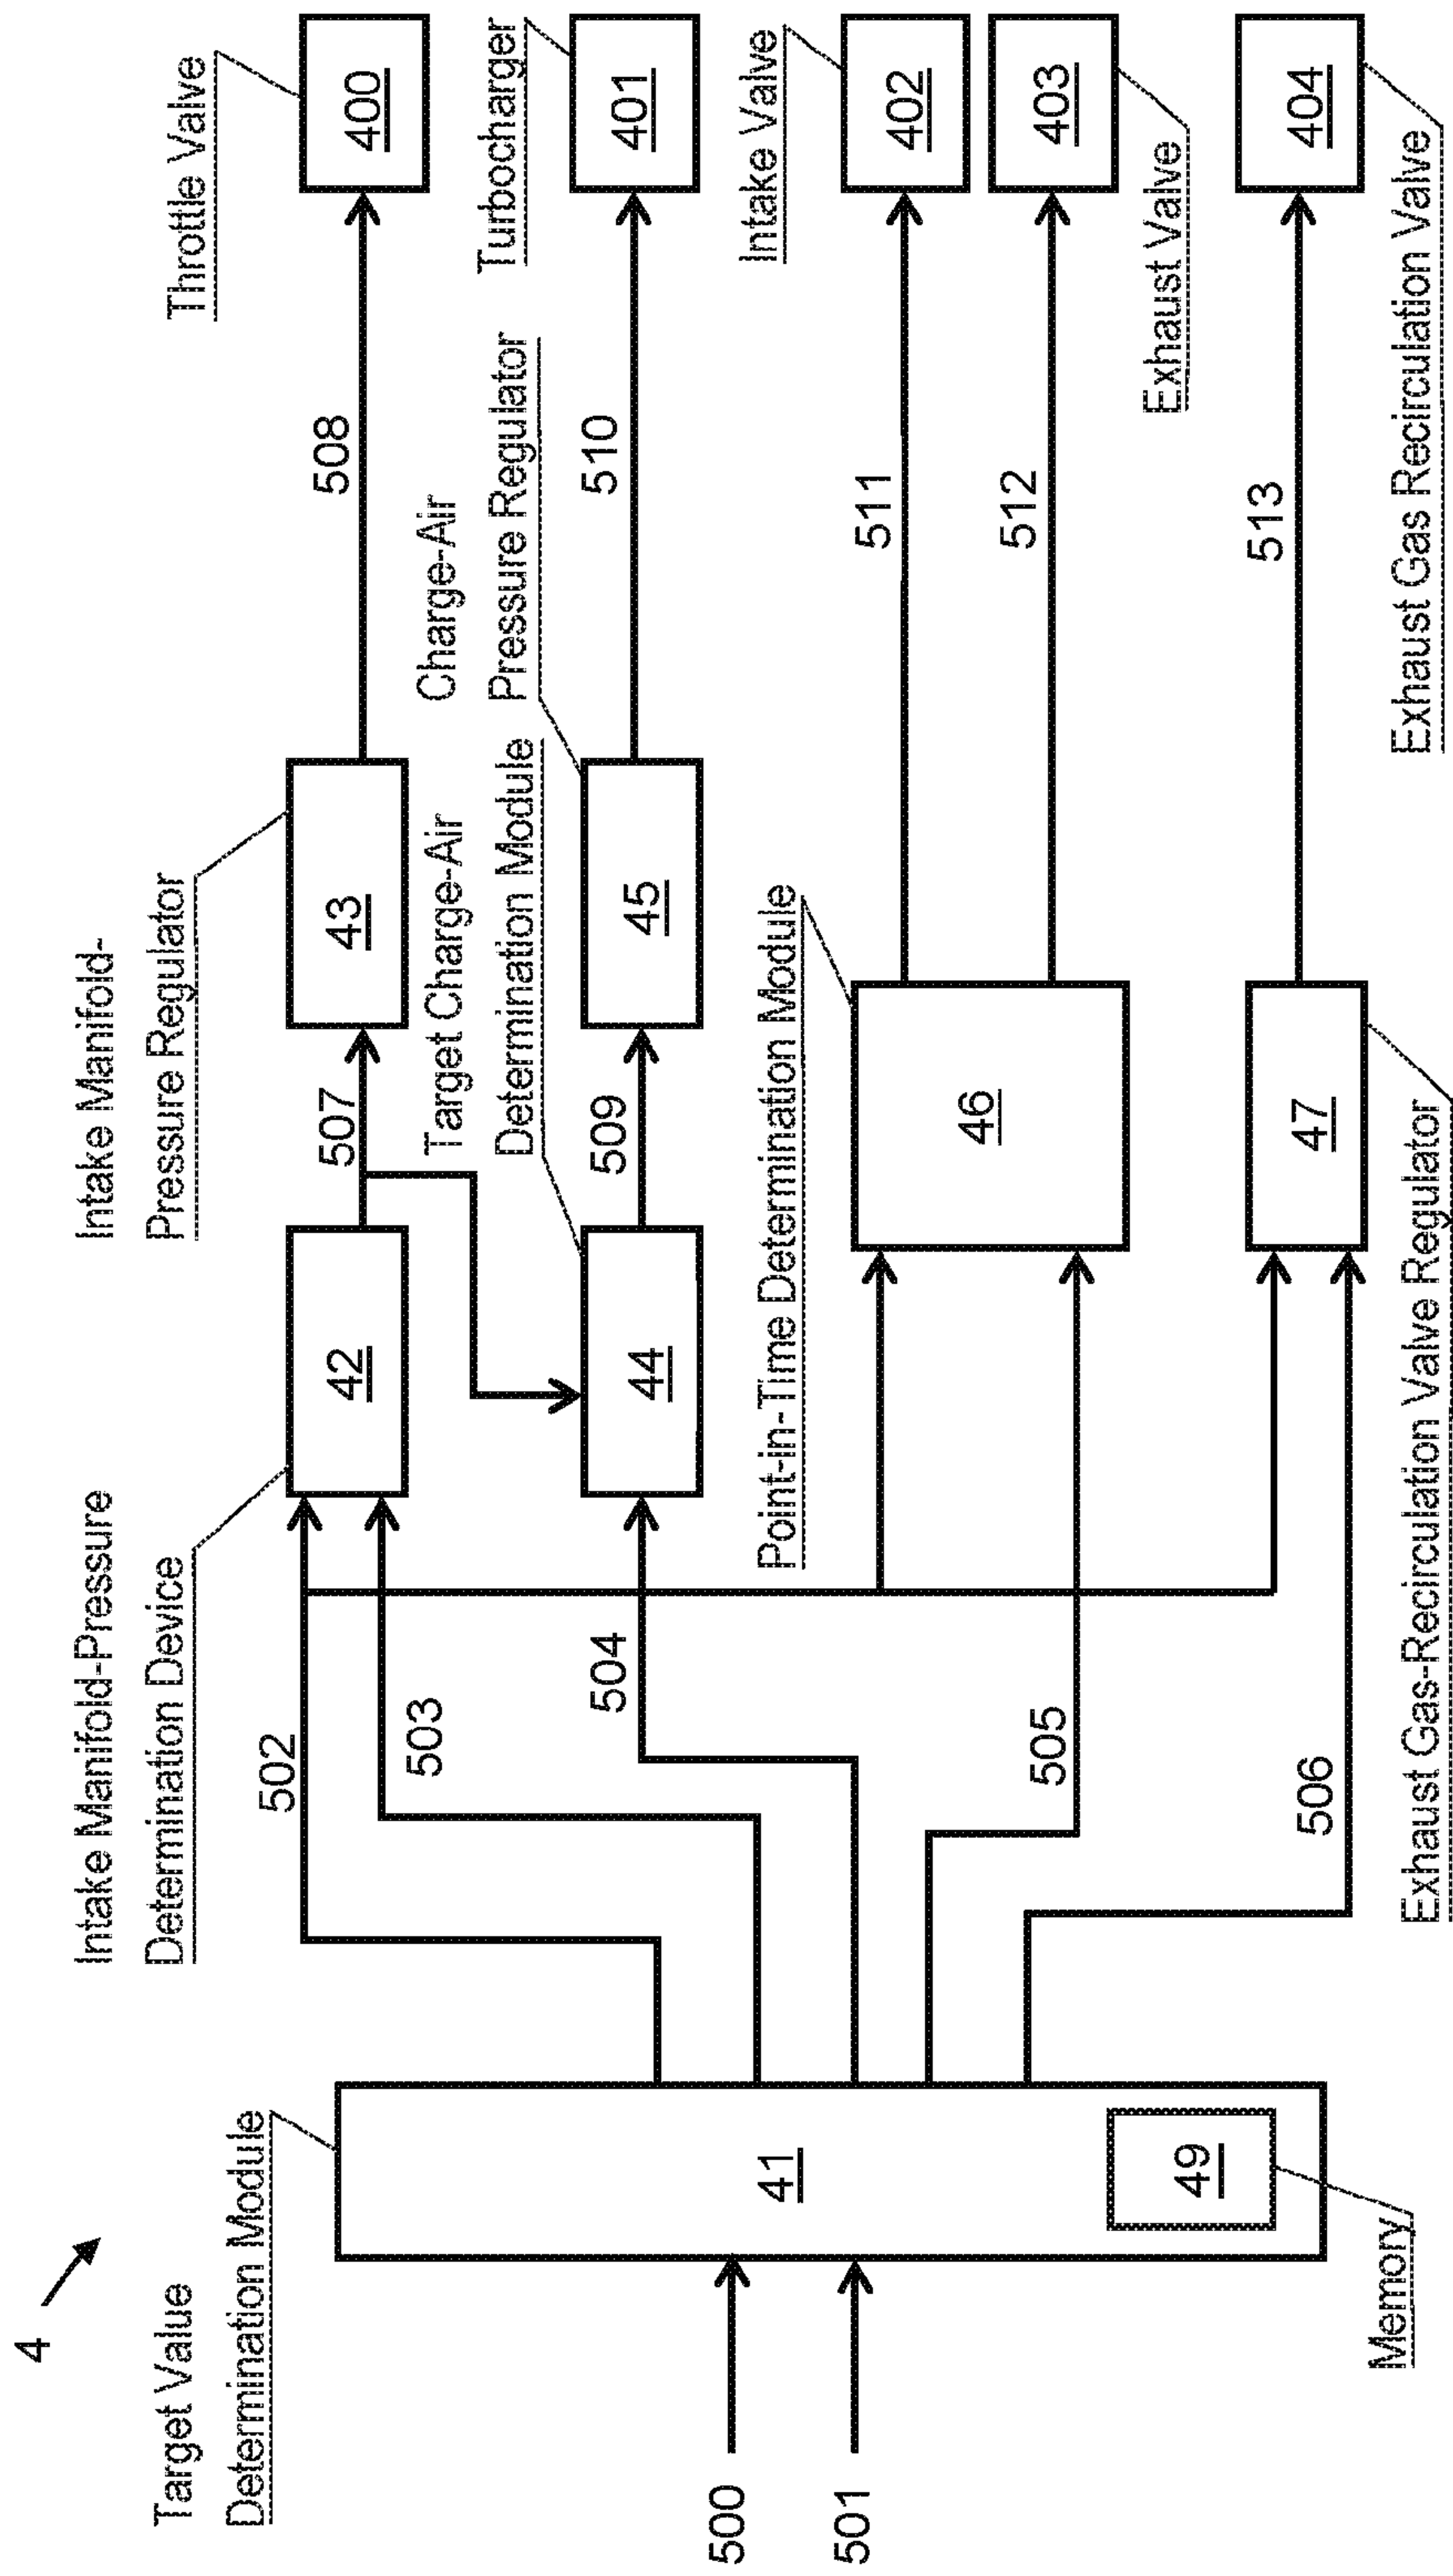 4
Target Value
Determination Module
500
501
41
49
Memory
502
503
504
505
506
Intake Manifold-Pressure
Determination Device
42
507
Intake Manifold-
Pressure Regulator
43
508
Throttle Valve
400
44
Target Charge-Air
Determination Module
509
45
Charge-Air
Pressure Regulator
510
Turbocharger
401
Point-in-Time Determination Module
46
511
Intake Valve
402
512
403
Exhaust Valve
47
Exhaust Gas-Recirculation Valve Regulator
513
404
Exhaust Gas Recirculation Valve